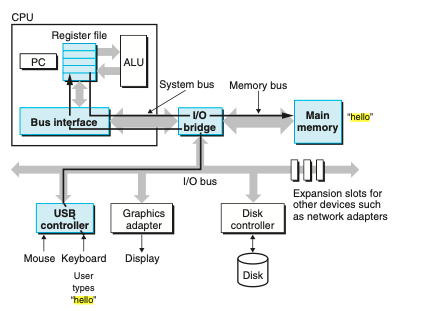 CPU
Register file
PC
ALU
System bus
Memory bus
Bus interface
I/O
bridge
Main
memory
"hello"
I/O bus
Expansion slots for
other devices such
as network adapters
USB
controller
Graphics
adapter
Disk
controller
Mouse
Keyboard
Display
Disk
User
types
"hello"